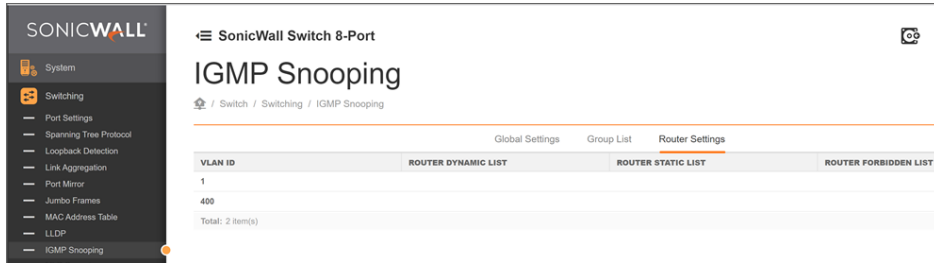 SONICWALL
System
Switching
Port Settings
Spanning Tree Protocol
Loopback Detection
Link Aggregation
Port Mirror
Jumbo Frames
MAC Address Table
LLDP
IGMP Snooping
SonicWall Switch 8-Port
IGMP Snooping
/ Switch / Switching / IGMP Snooping
Global Settings Group List Router Settings
VLAN ID ROUTER DYNAMIC LIST ROUTER STATIC LIST ROUTER FORBIDDEN LIST
1
400
Total: 2 item(s)